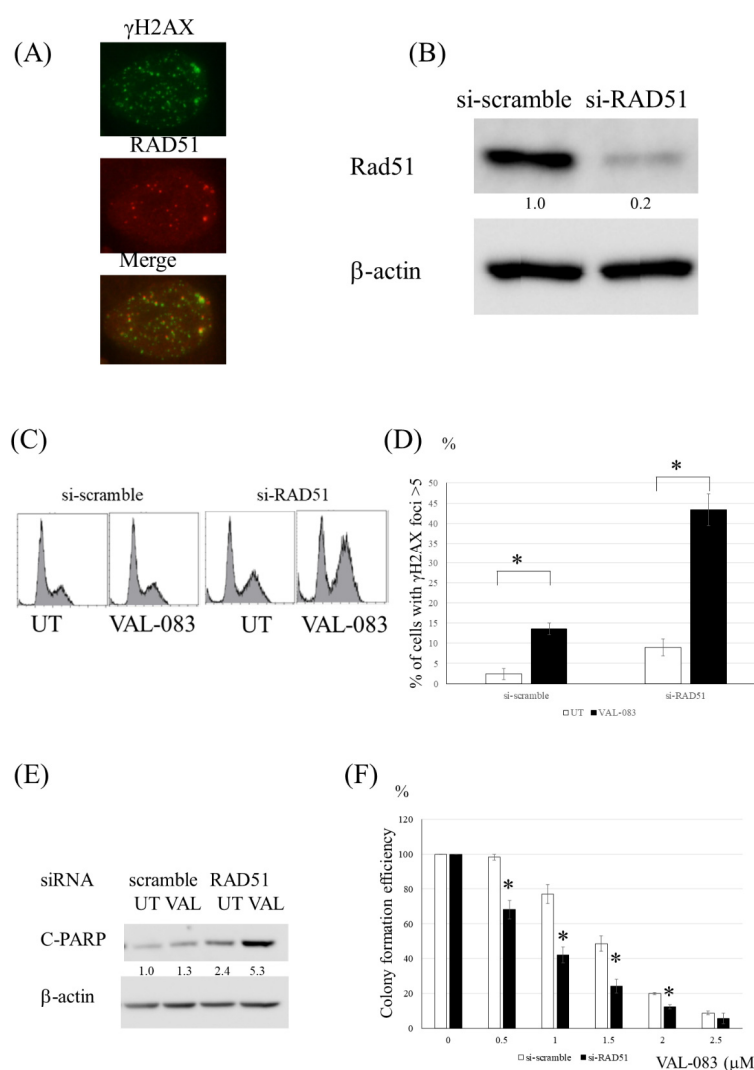 (A)
γH2AX
RAD51
Merge
(B)
si-scramble si-RAD51
Rad51
1.0 0.2
β-actin
(C)
si-scramble si-RAD51
UT VAL-083 UT VAL-083
(D) %
% of cells with γH2AX foci >5
50
45
40
35
30
25
20
15
10
5
0
* *
si-scramble si-RAD51
UT VAL-083
(E)
siRNA scramble RAD51
UT VAL UT VAL
C-PARP
1.0 1.3 2.4 5.3
β-actin
(F)
%
Colony formation efficiency
120
100
80
60
40
20
0
* * * *
0 0.5 1 1.5 2 2.5
si-scramble si-RAD51 VAL-083 (μM